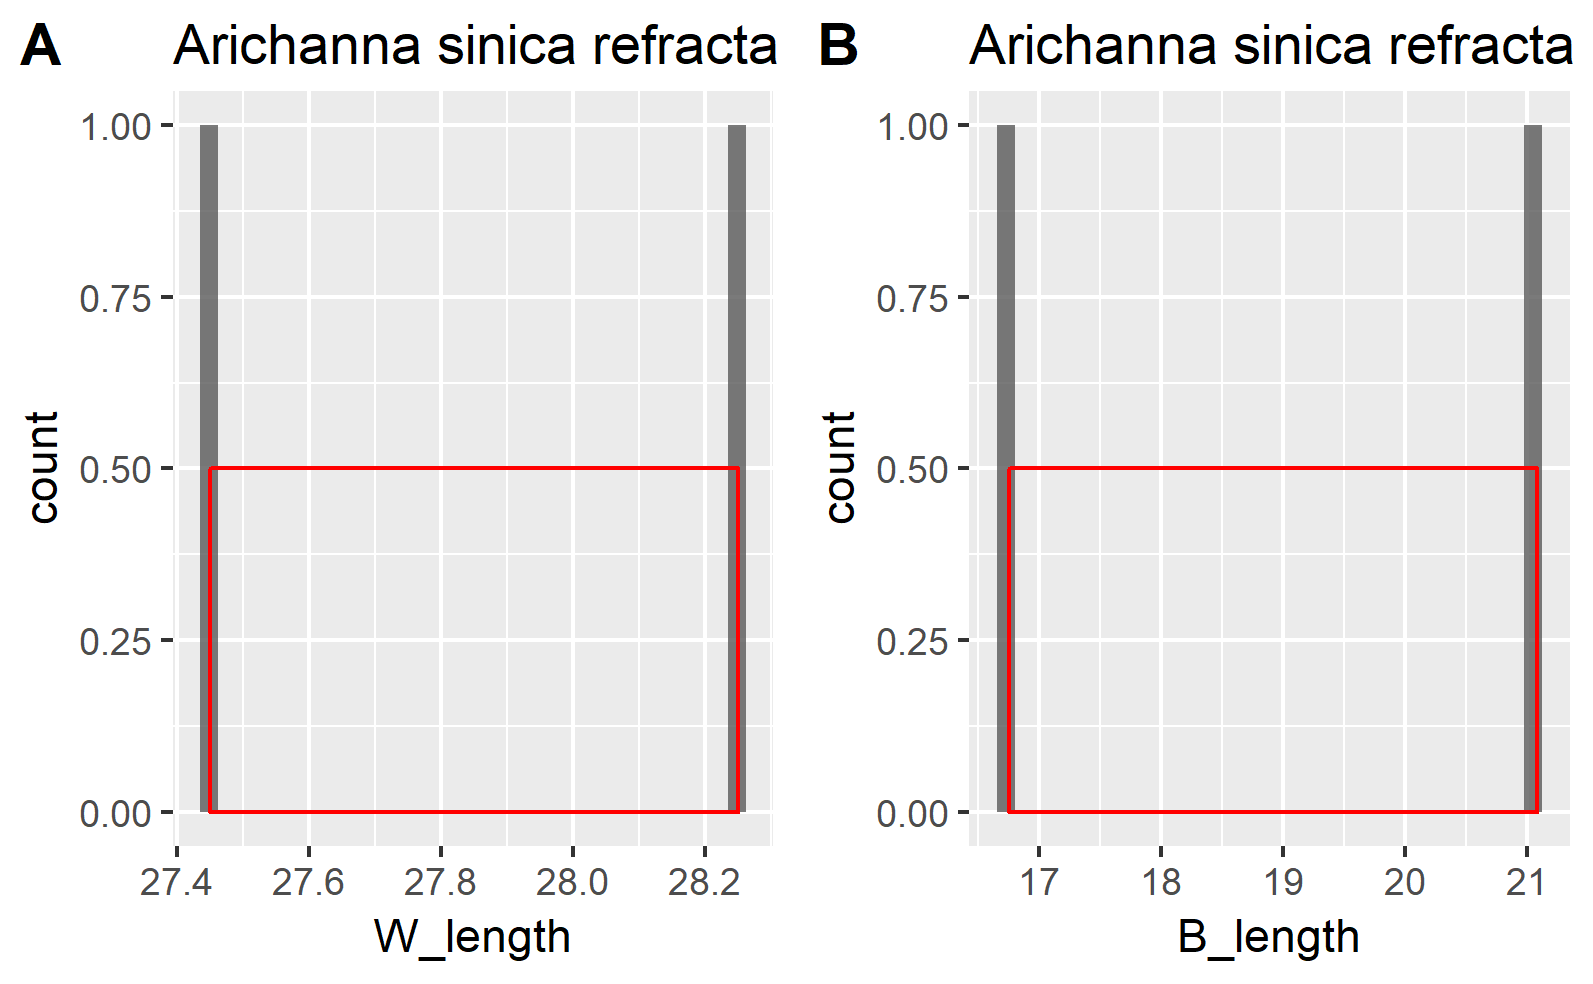 A Arichanna sinica refracta
1.00
0.75
0.50
0.25
0.00
count
27.4 27.6 27.8 28.0 28.2
W_length
B Arichanna sinica refracta
1.00
0.75
0.50
0.25
0.00
count
17 18 19 20 21
B_length